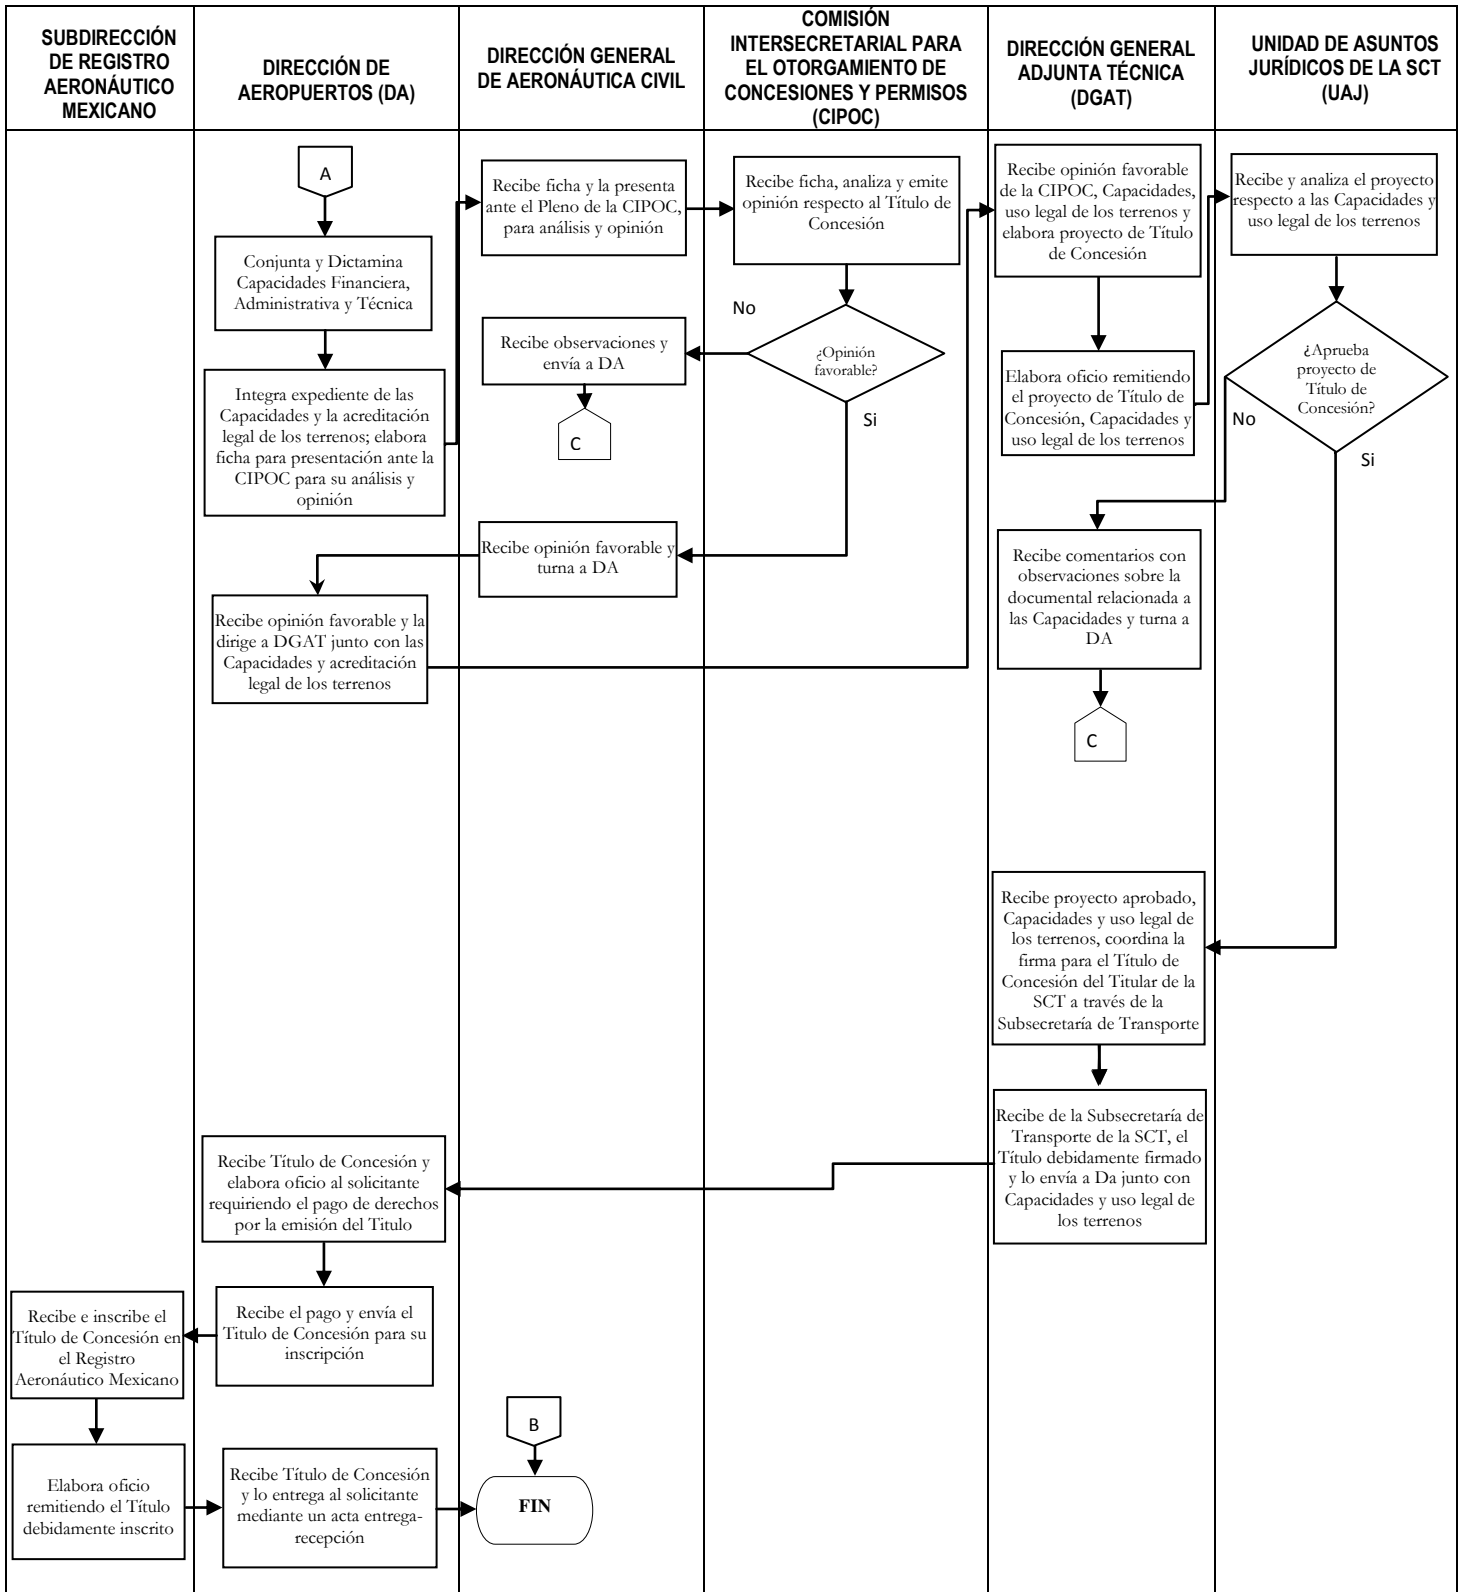 SUBDIRECCIÓN
DE REGISTRO
AERONÁUTICO
MEXICANO
DIRECCIÓN DE
AEROPUERTOS (DA)
DIRECCIÓN GENERAL
DE AERONÁUTICA CIVIL
COMISIÓN
INTERSECRETARIAL PARA
EL OTORGAMIENTO DE
CONCESIONES Y PERMISOS
(CIPOC)
DIRECCIÓN GENERAL
ADJUNTA TÉCNICA
(DGAT)
UNIDAD DE ASUNTOS
JURÍDICOS DE LA SCT
(UAJ)
A
Conjunta y Dictamina
Capacidades Financiera,
Administrativa y Técnica
Integra expediente de las
Capacidades y la acreditación
legal de los terrenos; elabora
ficha para presentación ante la
CIPOC para su análisis y
opinión
Recibe ficha y la presenta
ante el Pleno de la CIPOC,
para análisis y opinión
Recibe ficha, analiza y emite
opinión respecto al Título de
Concesión
¿Opinión
favorable?
No
Si
Recibe observaciones y
envía a DA
C
Recibe opinión favorable y
turna a DA
Recibe opinión favorable y la
dirige a DGAT junto con las
Capacidades y acreditación
legal de los terrenos
Recibe opinión favorable
de la CIPOC, Capacidades,
uso legal de los terrenos y
elabora proyecto de Título
de Concesión
Elabora oficio remitiendo
el proyecto de Título de
Concesión, Capacidades y
uso legal de los terrenos
Recibe y analiza el proyecto
respecto a las Capacidades y
uso legal de los terrenos
¿Aprueba
proyecto de
Título de
Concesión?
No
Si
Recibe comentarios con
observaciones sobre la
documental relacionada a
las Capacidades y turna a
DA
C
Recibe proyecto aprobado,
Capacidades y uso legal de
los terrenos, coordina la
firma para el Título de
Concesión del Titular de la
SCT a través de la
Subsecretaría de Transporte
Recibe de la Subsecretaría de
Transporte de la SCT, el
Título debidamente firmado
y lo envía a Da junto con
Capacidades y uso legal de
los terrenos
Recibe Título de Concesión y
elabora oficio al solicitante
requiriendo el pago de derechos
por la emisión del Titulo
Recibe el pago y envía el
Titulo de Concesión para su
inscripción
Recibe e inscribe el
Título de Concesión en
el Registro
Aeronáutico Mexicano
Elabora oficio
remitiendo el Título
debidamente inscrito
Recibe Título de Concesión
y lo entrega al solicitante
mediante un acta entrega-
recepción
B
FIN